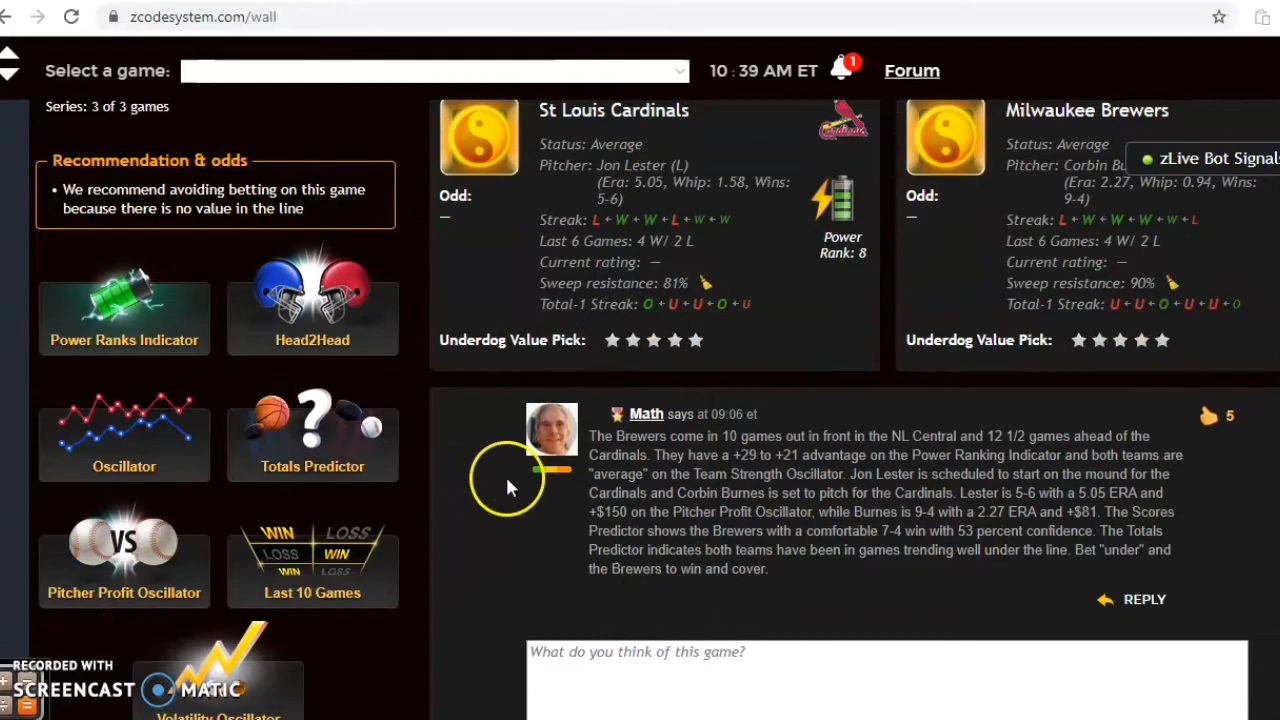 zcodesystem.com/wall
Select a game:
10 : 39 AM ET
1
Forum
Series: 3 of 3 games
Recommendation & odds
• We recommend avoiding betting on this game
because there is no value in the line
Power Ranks Indicator
Head2Head
Oscillator
?
Totals Predictor
VS
Pitcher Profit Oscillator
WIN LOSS
LOSS WIN
WIN LOSS
Last 10 Games
Volatility Oscillator
St Louis Cardinals
Status: Average
Pitcher: Jon Lester (L)
(Era: 5.05, Whip: 1.58, Wins:
5-6)
Odd:
—
Streak: L ← W ← W ← L ← W ← W
Last 6 Games: 4 W/ 2 L
Current rating: —
Sweep resistance: 81%
Total-1 Streak: O ← U ← U ← O ← U
Power
Rank: 8
Underdog Value Pick:
Milwaukee Brewers
Status: Average
Pitcher: Corbin Bu
(Era: 2.27, Whip: 0.94, Wins:
9-4)
Odd:
—
Streak: L ← W ← W ← W ← W ← L
Last 6 Games: 4 W/ 2 L
Current rating: —
Sweep resistance: 90%
Total-1 Streak: U ← U ← O ← U ← U ← O
Underdog Value Pick:
zLive Bot Signals
Math says at 09:06 et
5
The Brewers come in 10 games out in front in the NL Central and 12 1/2 games ahead of the
Cardinals. They have a +29 to +21 advantage on the Power Ranking Indicator and both teams are
"average" on the Team Strength Oscillator. Jon Lester is scheduled to start on the mound for the
Cardinals and Corbin Burnes is set to pitch for the Cardinals. Lester is 5-6 with a 5.05 ERA and
+$150 on the Pitcher Profit Oscillator, while Burnes is 9-4 with a 2.27 ERA and +$81. The Scores
Predictor shows the Brewers with a comfortable 7-4 win with 53 percent confidence. The Totals
Predictor indicates both teams have been in games trending well under the line. Bet "under" and
the Brewers to win and cover.
REPLY
What do you think of this game?
RECORDED WITH
SCREENCAST MATIC